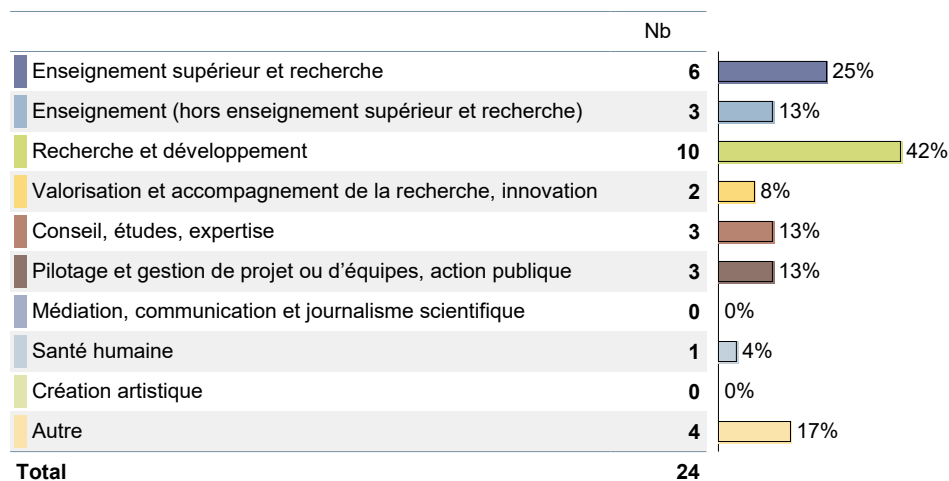 Nb
Enseignement supérieur et recherche 6 25%
Enseignement (hors enseignement supérieur et recherche) 3 13%
Recherche et développement 10 42%
Valorisation et accompagnement de la recherche, innovation 2 8%
Conseil, études, expertise 3 13%
Pilotage et gestion de projet ou d’équipes, action publique 3 13%
Médiation, communication et journalisme scientifique 0 0%
Santé humaine 1 4%
Création artistique 0 0%
Autre 4 17%
Total 24